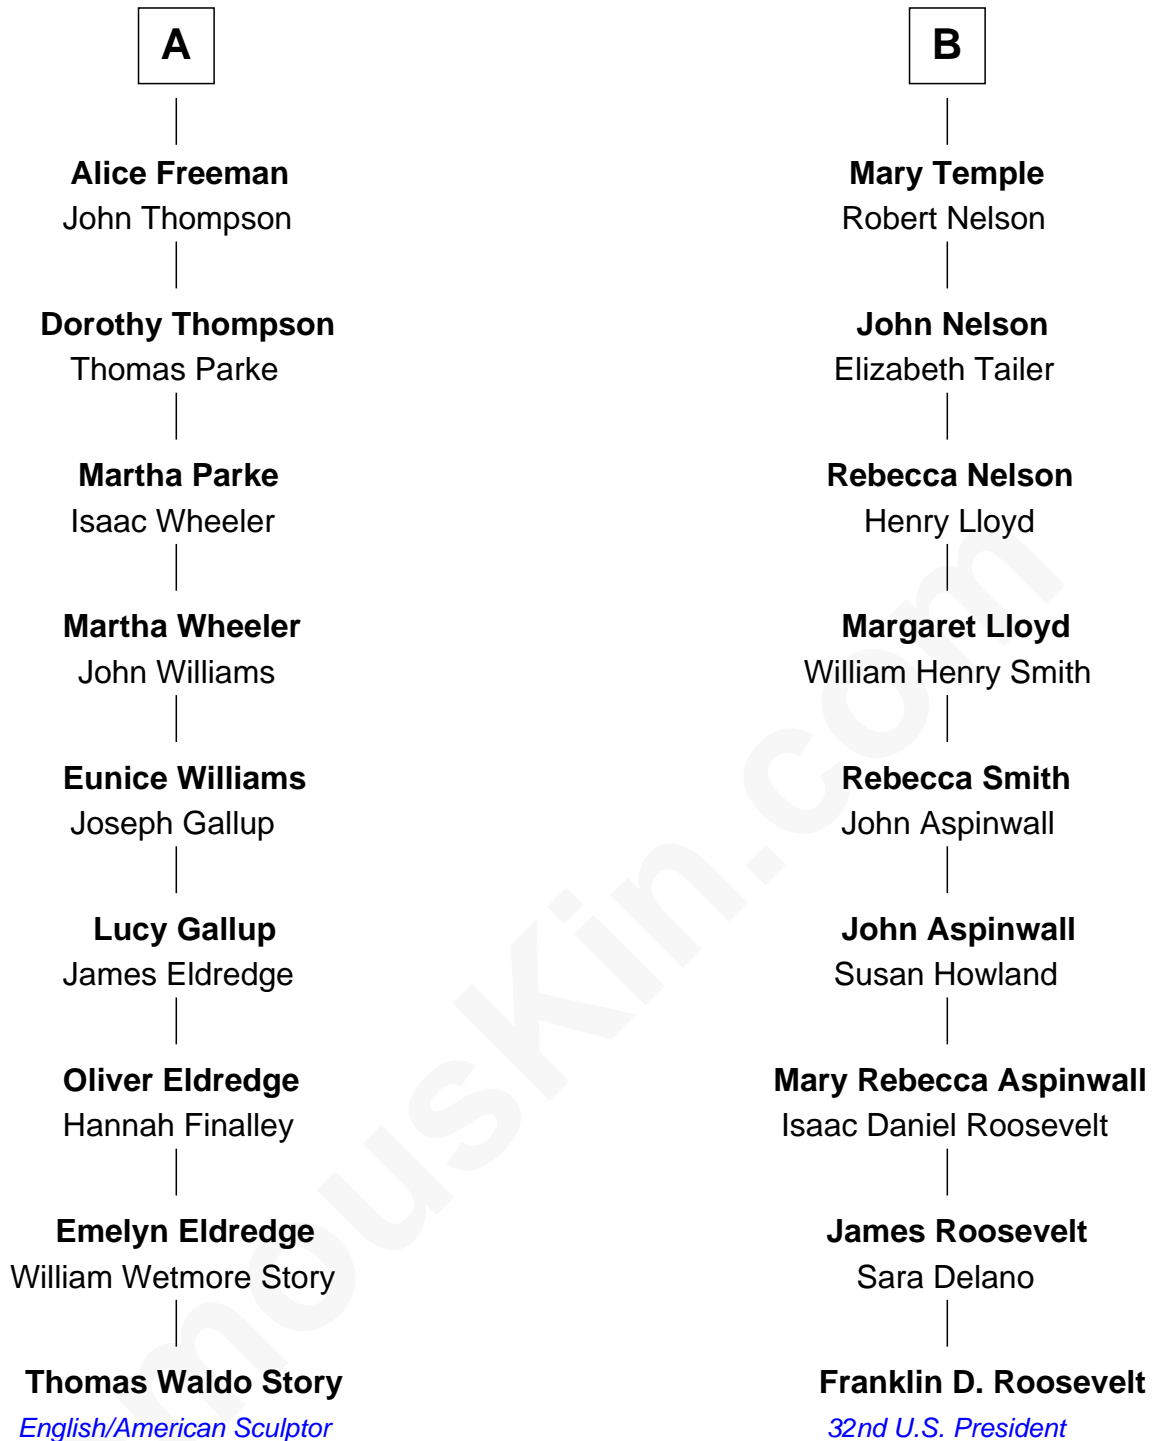 A
Alice Freeman
John Thompson
Dorothy Thompson
Thomas Parke
Martha Parke
Isaac Wheeler
Martha Wheeler
John Williams
Eunice Williams
Joseph Gallup
Lucy Gallup
James Eldredge
Oliver Eldredge
Hannah Finalley
Emelyn Eldredge
William Wetmore Story
Thomas Waldo Story
English/American Sculptor
B
Mary Temple
Robert Nelson
John Nelson
Elizabeth Tailer
Rebecca Nelson
Henry Lloyd
Margaret Lloyd
William Henry Smith
Rebecca Smith
John Aspinwall
John Aspinwall
Susan Howland
Mary Rebecca Aspinwall
Isaac Daniel Roosevelt
James Roosevelt
Sara Delano
Franklin D. Roosevelt
32nd U.S. President
mousKin.com